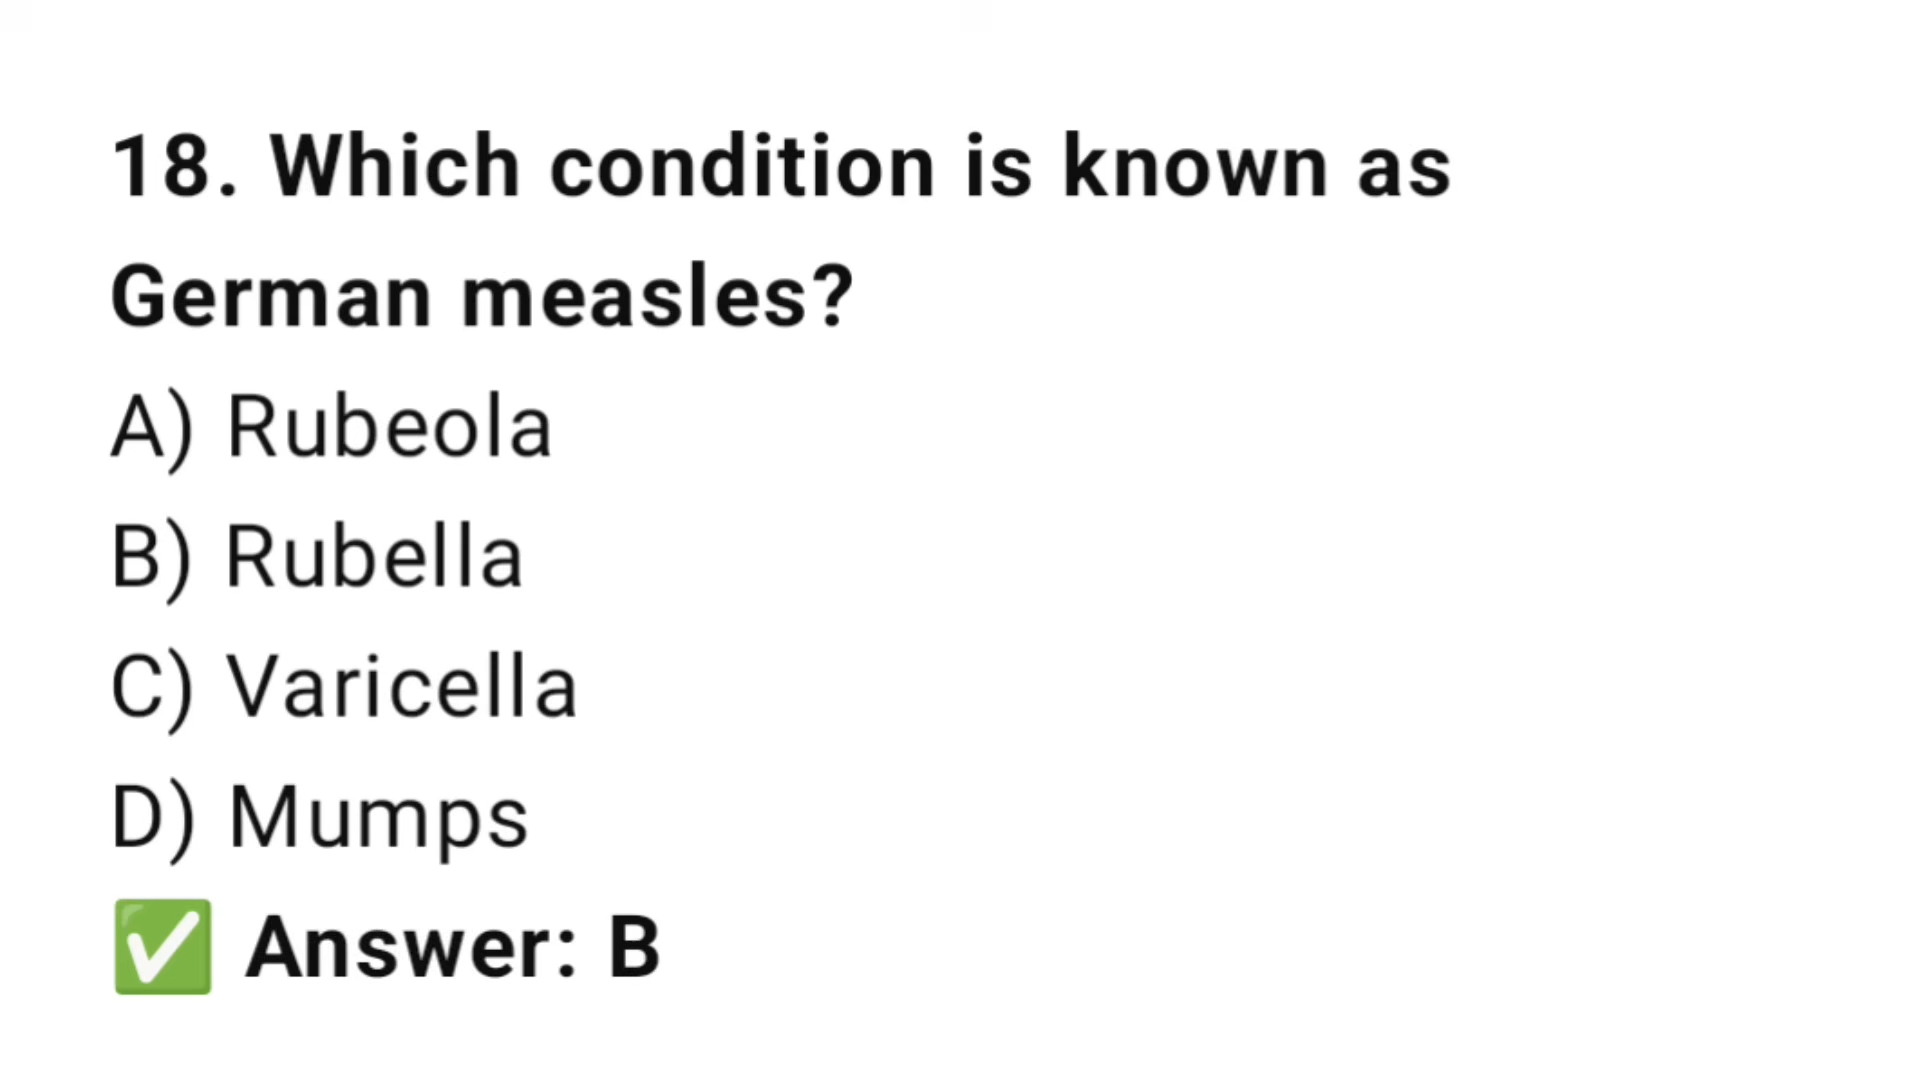 18. Which condition is known as
German measles?
A) Rubeola
B) Rubella
C) Varicella
D) Mumps
✅ Answer: B